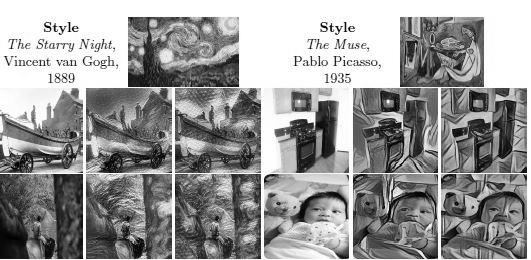 Style
The Starry Night,
Vincent van Gogh,
1889
Style
The Muse,
Pablo Picasso,
1935